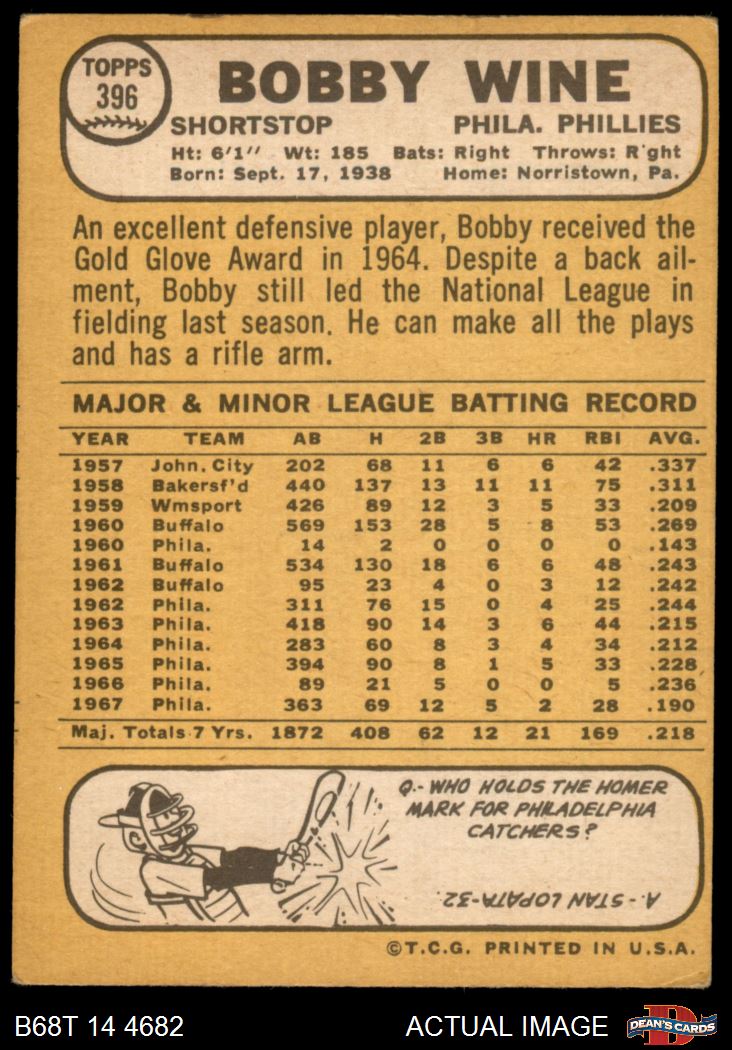 TOPPS
396
BOBBY WINE
SHORTSTOP PHILA. PHILLIES
Ht: 6'1" Wt: 185 Bats: Right Throws: R'ght
Born: Sept. 17, 1938 Home: Norristown, Pa.
An excellent defensive player, Bobby received the
Gold Glove Award in 1964. Despite a back ail-
ment, Bobby still led the National League in
fielding last season. He can make all the plays
and has a rifle arm.
MAJOR & MINOR LEAGUE BATTING RECORD
YEAR TEAM AB H 2B 3B HR RBI AVG.
1957 John. City 202 68 11 6 6 42 .337
1958 Bakersf'd 440 137 13 11 11 75 .311
1959 Wmsport 426 89 12 3 5 33 .209
1960 Buffalo 569 153 28 5 8 53 .269
1960 Phila. 14 2 0 0 0 0 .143
1961 Buffalo 534 130 18 6 6 48 .243
1962 Buffalo 95 23 4 0 3 12 .242
1962 Phila. 311 76 15 0 4 25 .244
1963 Phila. 418 90 14 3 6 44 .215
1964 Phila. 283 60 8 3 4 34 .212
1965 Phila. 394 90 8 1 5 33 .228
1966 Phila. 89 21 5 0 0 5 .236
1967 Phila. 363 69 12 5 2 28 .190
Maj. Totals 7 Yrs. 1872 408 62 12 21 169 .218
Q.- WHO HOLDS THE HOMER
MARK FOR PHILADELPHIA
CATCHERS?
A.- STAN LOPATA-32.
©T.C.G. PRINTED IN U.S.A.
B68T 14 4682 ACTUAL IMAGE DEAN'S CARDS